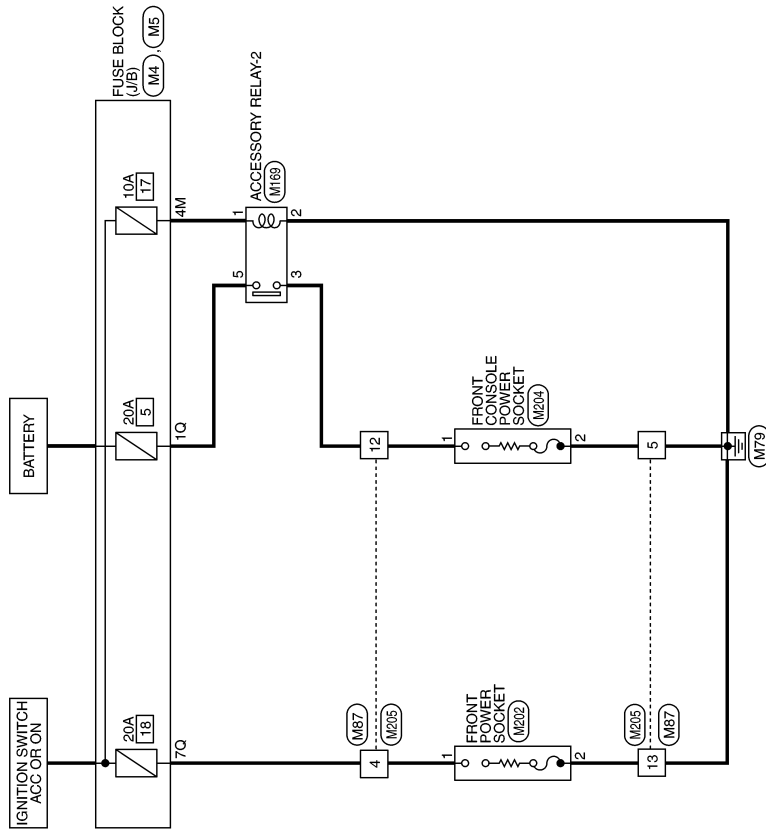 IGNITION SWITCH
ACC OR ON
BATTERY
FUSE BLOCK
(J/B)
M4 , M5
20A
18
20A
5
10A
17
7Q
1Q
4M
ACCESSORY RELAY-2
M169
5
1
3
2
M87
4
M205
12
FRONT
POWER
SOCKET
M202
1
2
FRONT
CONSOLE
POWER
SOCKET
M204
1
2
M205
13
M87
5
M79